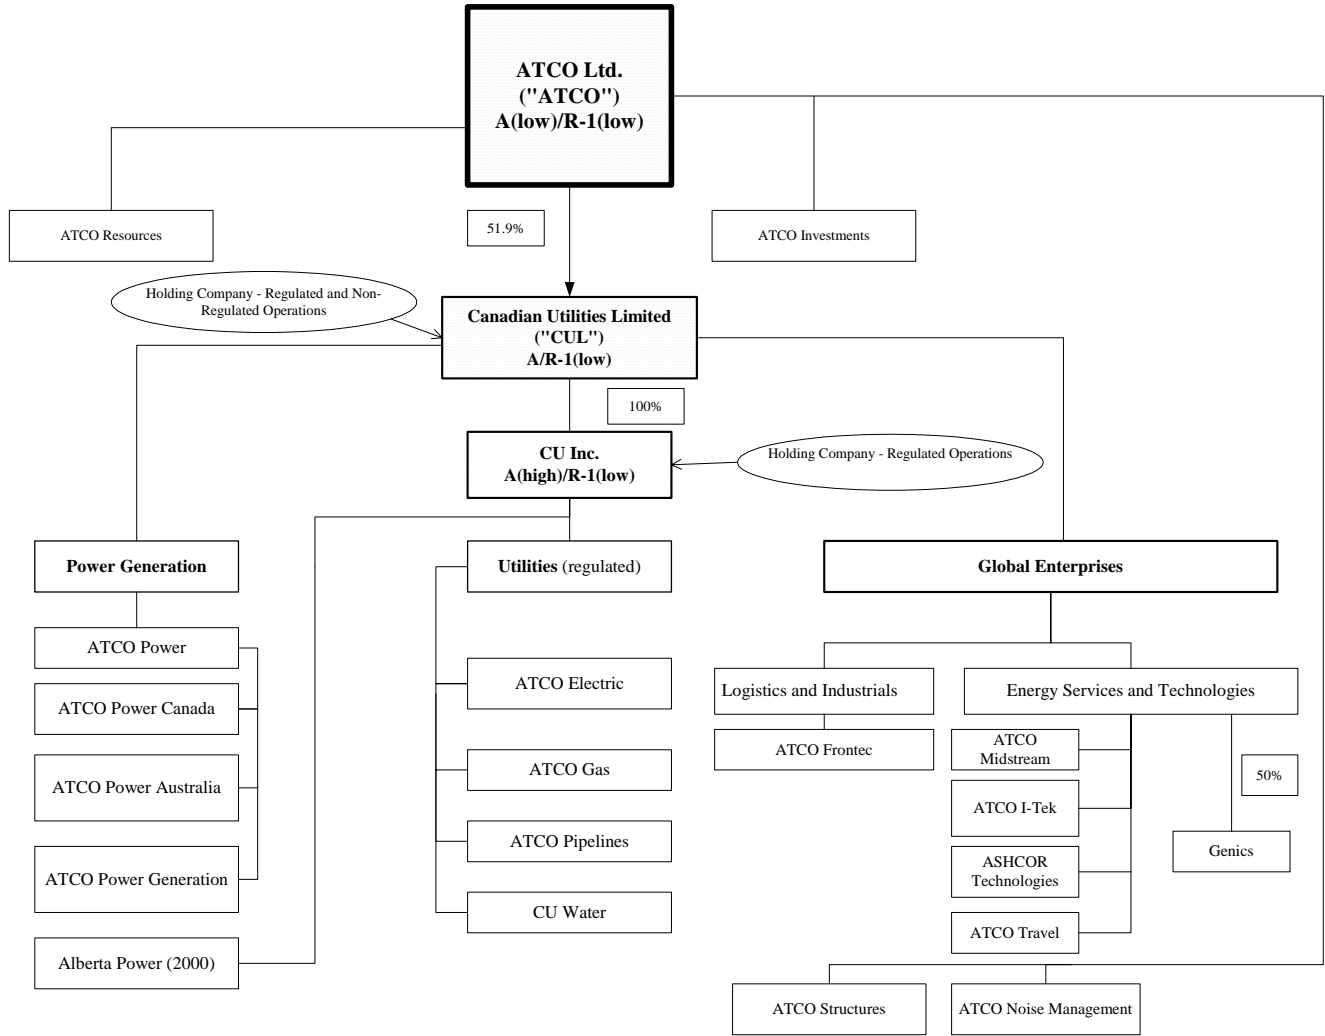 ATCO Ltd.
("ATCO")
A(low)/R-1(low)
ATCO Resources
51.9%
ATCO Investments
Holding Company - Regulated and Non-
Regulated Operations
Canadian Utilities Limited
("CUL")
A/R-1(low)
100%
CU Inc.
A(high)/R-1(low)
Holding Company - Regulated Operations
Power Generation
Utilities (regulated)
Global Enterprises
ATCO Power
ATCO Power Canada
ATCO Power Australia
ATCO Power Generation
Alberta Power (2000)
ATCO Electric
ATCO Gas
ATCO Pipelines
CU Water
Logistics and Industrials
ATCO Frontec
Energy Services and Technologies
ATCO
Midstream
ATCO I-Tek
ASHCOR
Technologies
ATCO Travel
50%
Genics
ATCO Structures
ATCO Noise Management